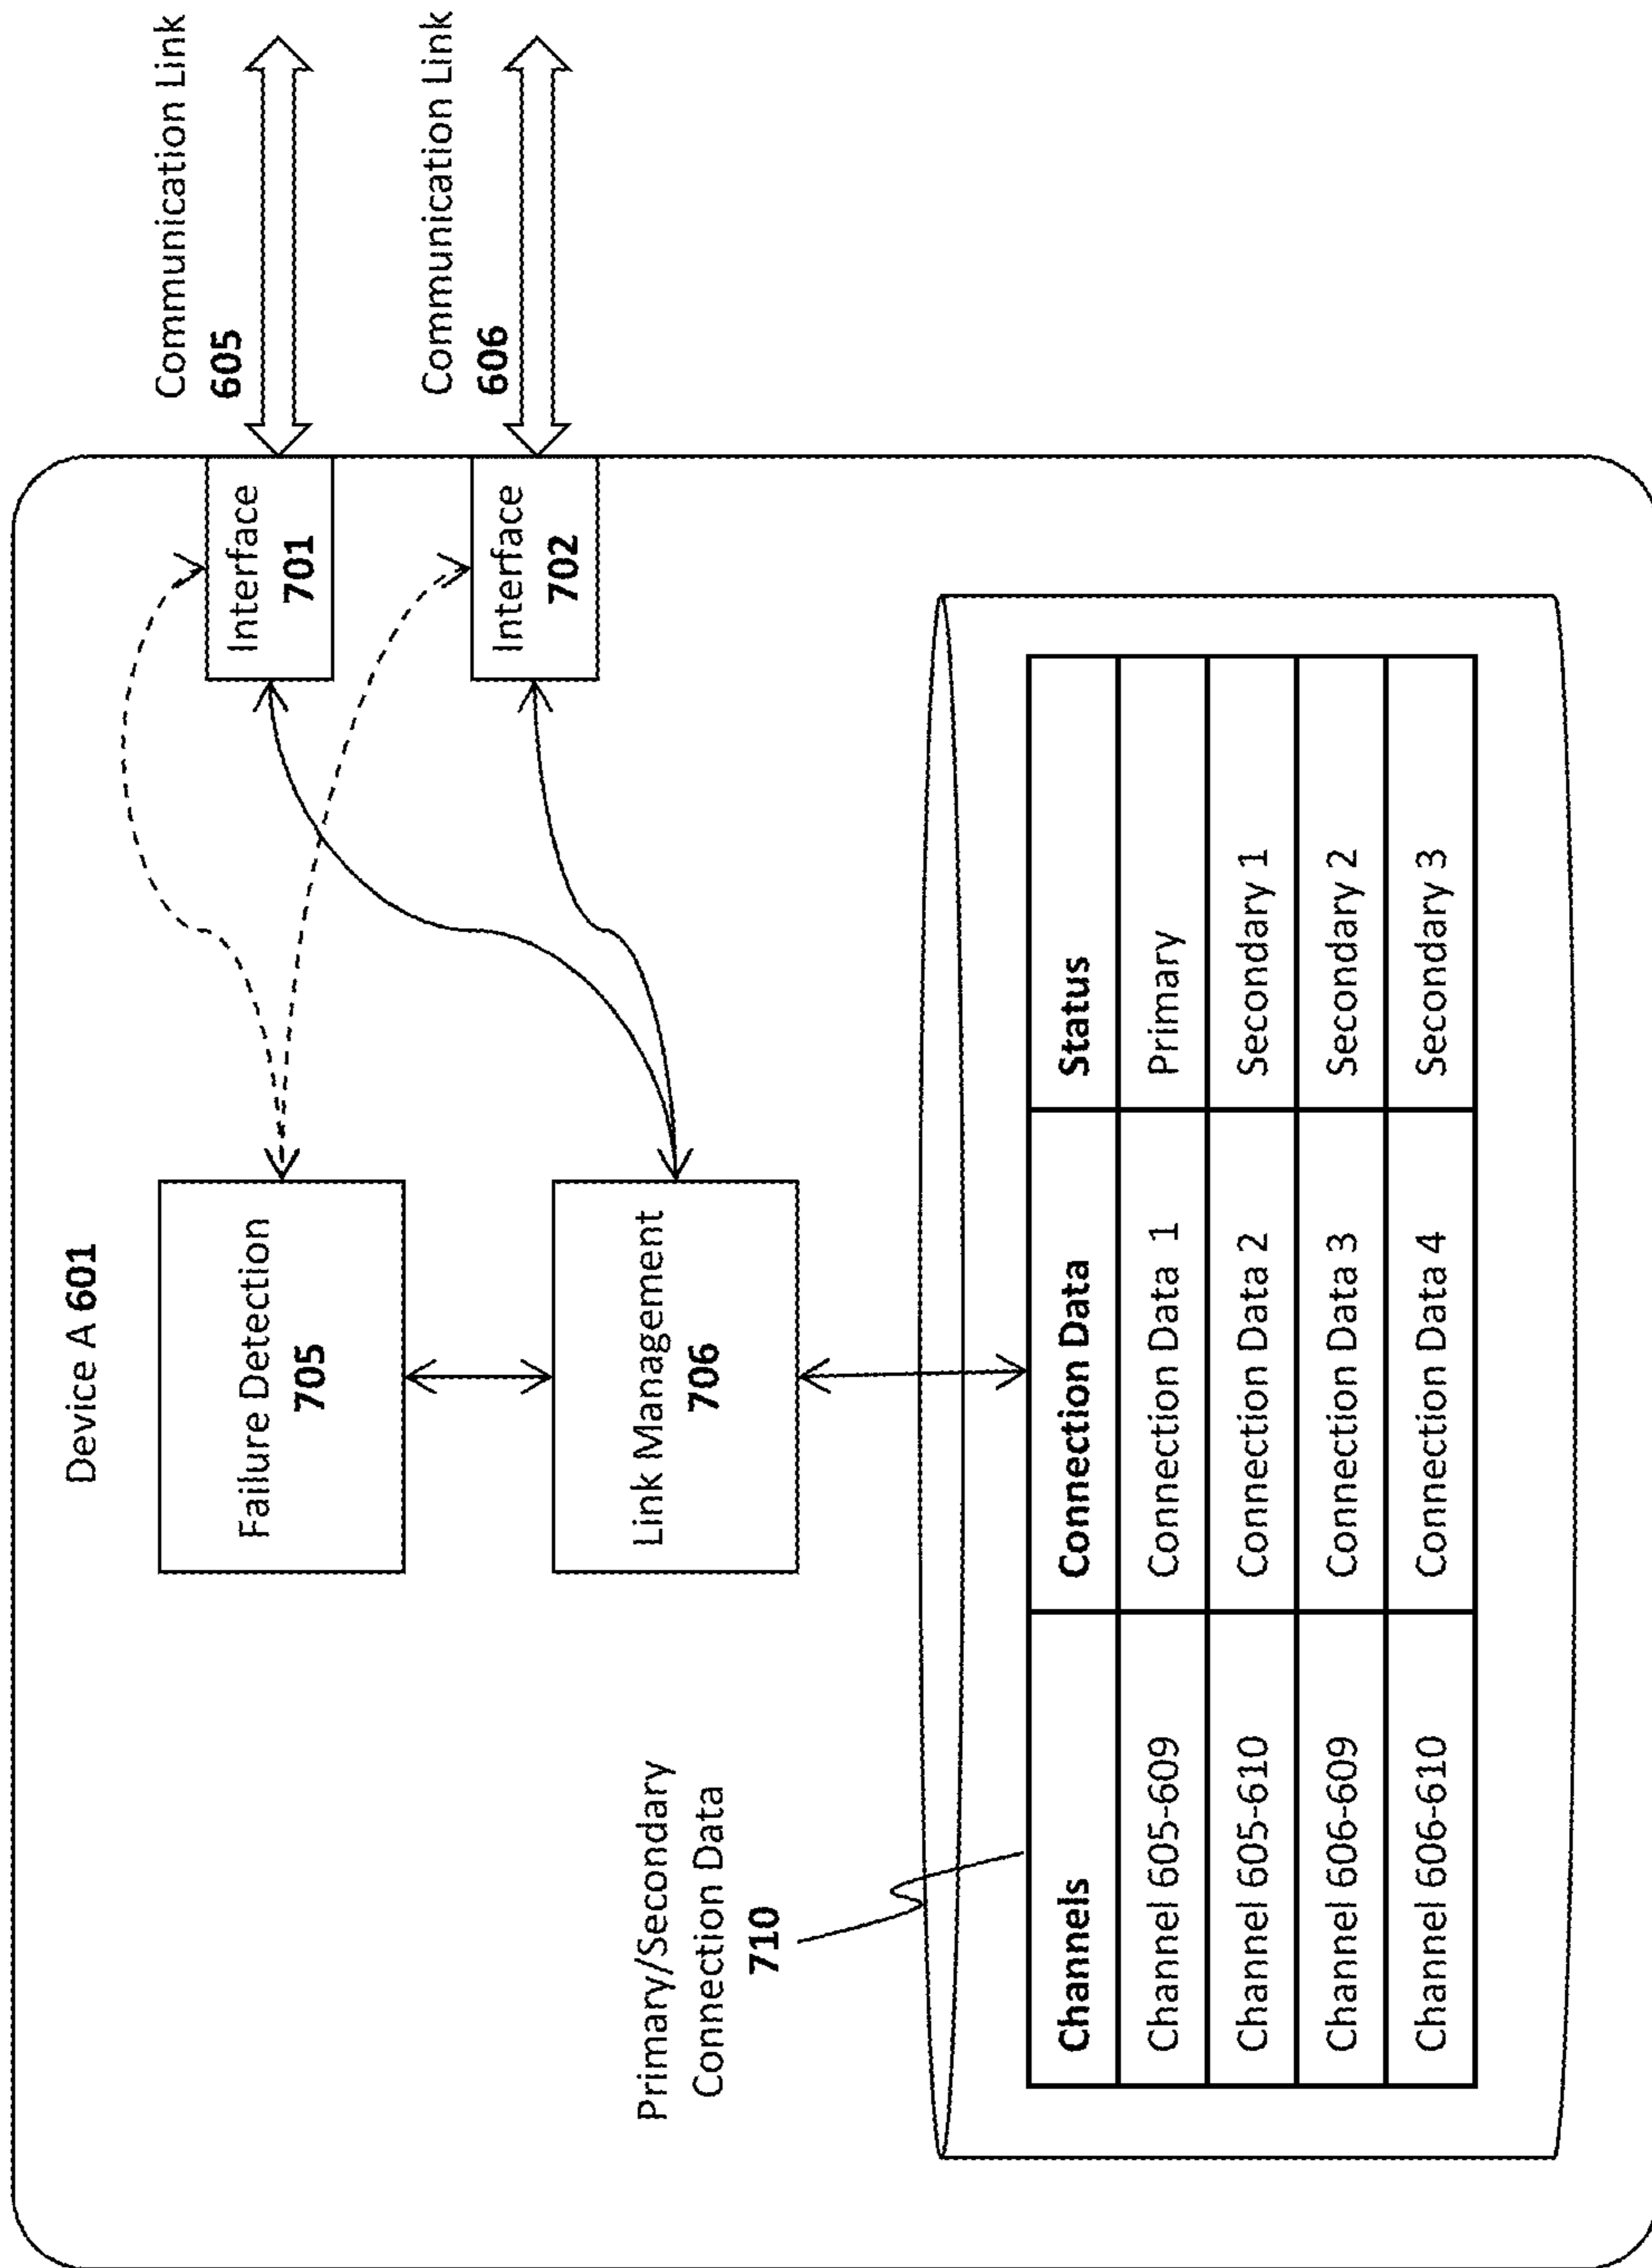 Device A 601
Communication Link
605
Communication Link
606
Failure Detection
705
Interface
701
Link Management
706
Interface
702
Primary/Secondary
Connection Data
710
Channels Connection Data Status
Channel 605-609 Connection Data 1 Primary
Channel 605-610 Connection Data 2 Secondary 1
Channel 606-609 Connection Data 3 Secondary 2
Channel 606-610 Connection Data 4 Secondary 3